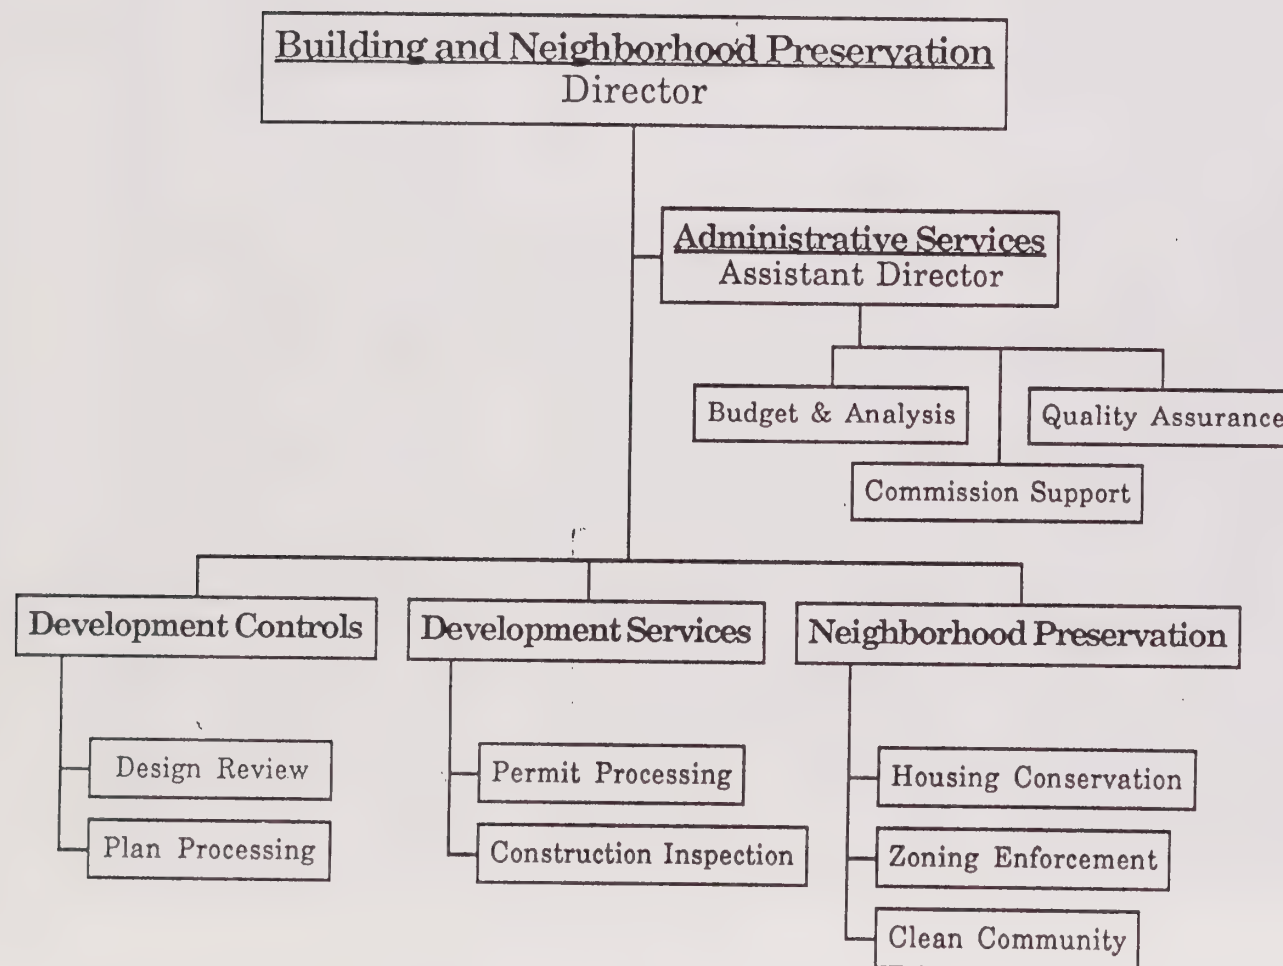 Building and Neighborhood Preservation
Director
Administrative Services
Assistant Director
Budget & Analysis
Quality Assurance
Commission Support
Development Controls
Development Services
Neighborhood Preservation
Design Review
Permit Processing
Housing Conservation
Plan Processing
Construction Inspection
Zoning Enforcement
Clean Community